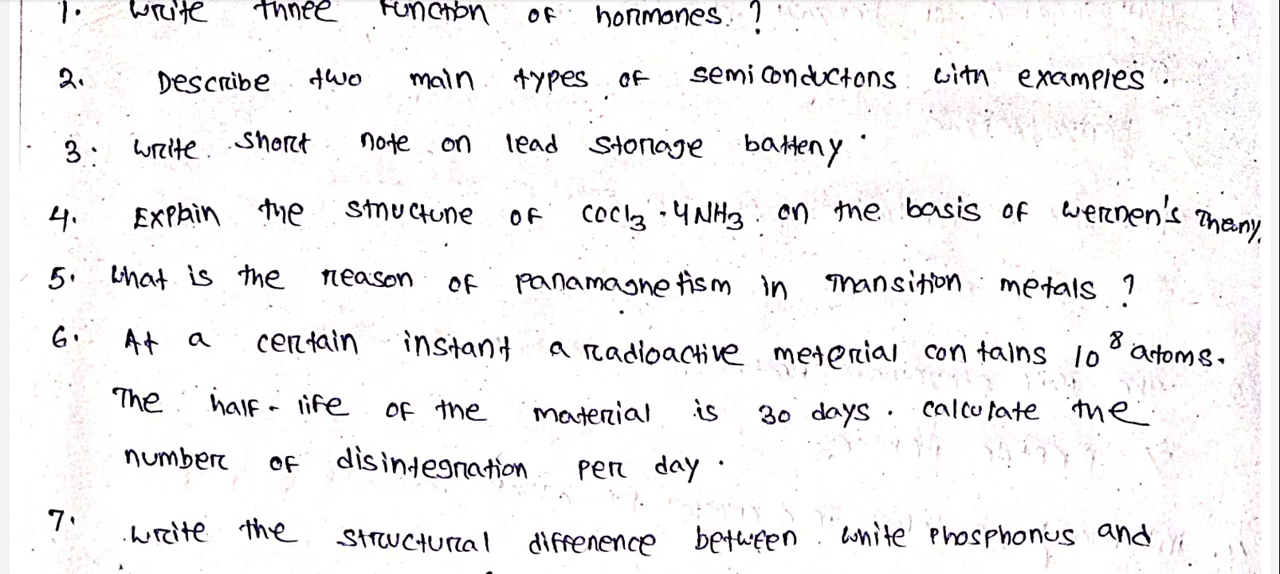 1. write three function of hormones. ?
2. Describe two main types of semiconductors with examples.
3. write short note on lead storage battery.
4. Explain the structure of COCl3 · 4NH3 on the basis of werner's Theory.
5. what is the reason of paramagnetism in Transition metals ?
6. At a certain instant a radioactive meterial contains 10^8 atoms.
The half-life of the material is 30 days. calculate the
number of disintegration per day.
7. write the structural difference between white phosphorus and